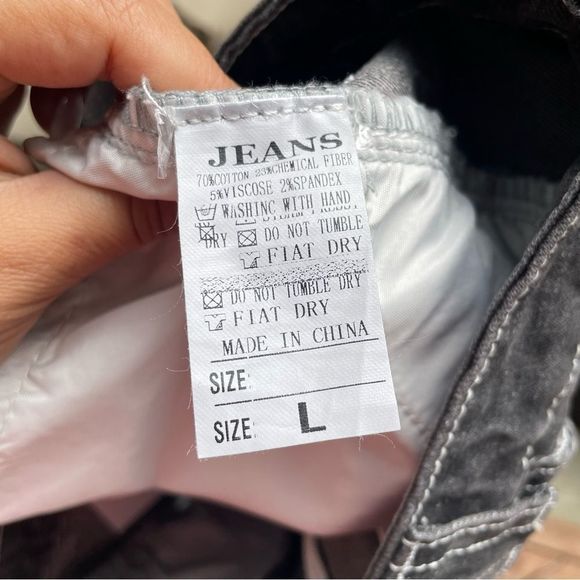 JEANS
70%COTTON 23%CHEMICAL FIBER
5%VISCOSE 2%SPANDEX
WASHINC WITH HAND
DRY DO NOT TUMBLE
FIAT DRY
DO NOT TUMBLE DRY
FIAT DRY
MADE IN CHINA
SIZE:
SIZE: L